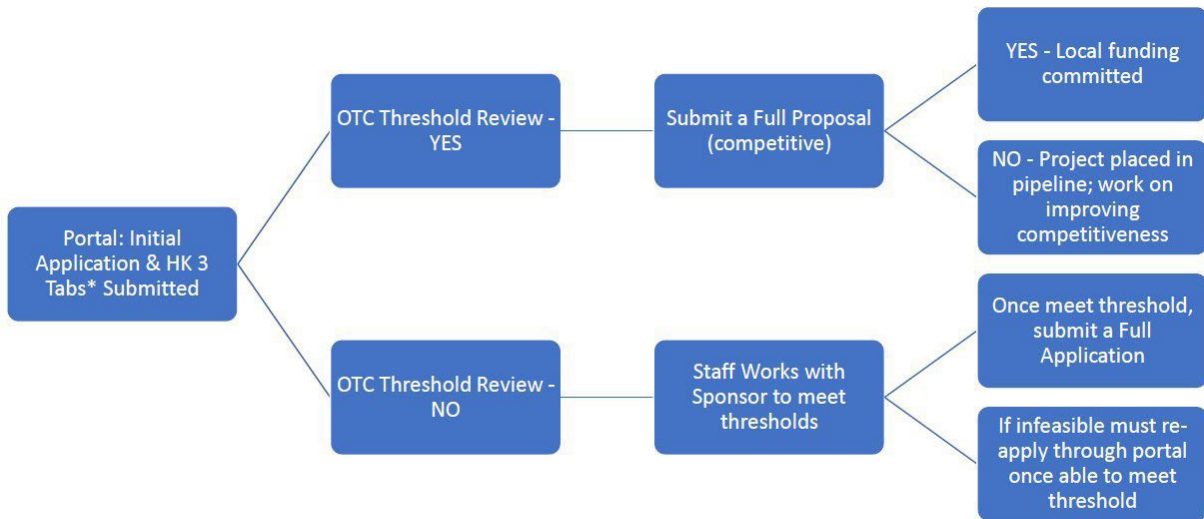 Portal: Initial
Application & HK 3
Tabs* Submitted
OTC Threshold Review -
YES
Submit a Full Proposal
(competitive)
YES - Local funding
committed
NO - Project placed in
pipeline; work on
improving
competitiveness
OTC Threshold Review -
NO
Staff Works with
Sponsor to meet
thresholds
Once meet threshold,
submit a Full
Application
If infeasible must re-
apply through portal
once able to meet
threshold